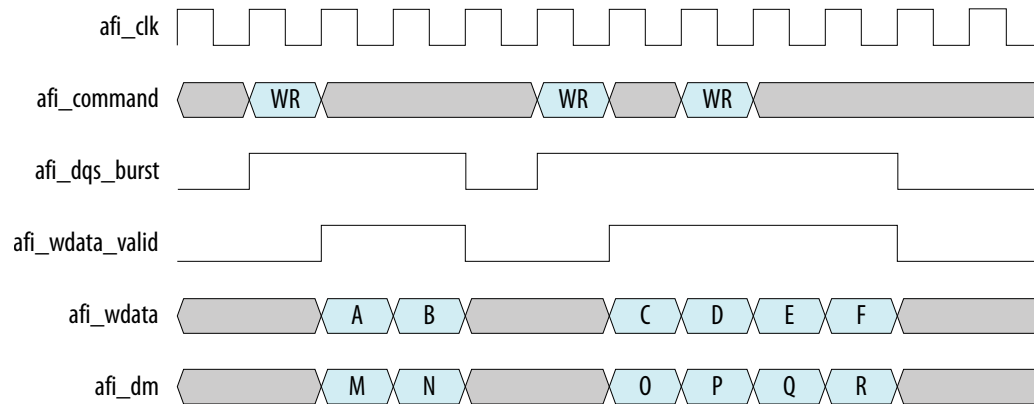 afi_clk
afi_command WR WR WR
afi_dqs_burst
afi_wdata_valid
afi_wdata A B C D E F
afi_dm M N O P Q R